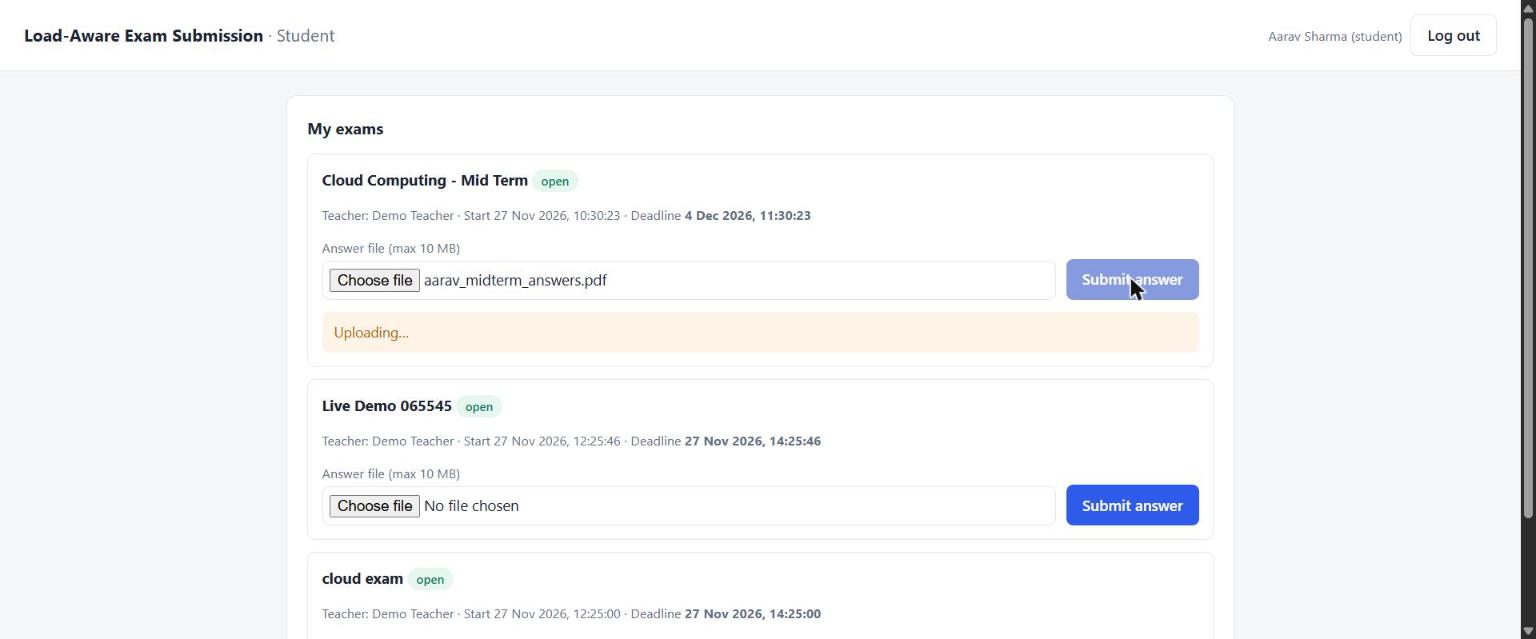 Load-Aware Exam Submission · Student
Aarav Sharma (student)
Log out
My exams
Cloud Computing - Mid Term open
Teacher: Demo Teacher · Start 27 Nov 2026, 10:30:23 · Deadline 4 Dec 2026, 11:30:23
Answer file (max 10 MB)
Choose file aarav_midterm_answers.pdf
Submit answer
Uploading...
Live Demo 065545 open
Teacher: Demo Teacher · Start 27 Nov 2026, 12:25:46 · Deadline 27 Nov 2026, 14:25:46
Answer file (max 10 MB)
Choose file No file chosen
Submit answer
cloud exam open
Teacher: Demo Teacher · Start 27 Nov 2026, 12:25:00 · Deadline 27 Nov 2026, 14:25:00